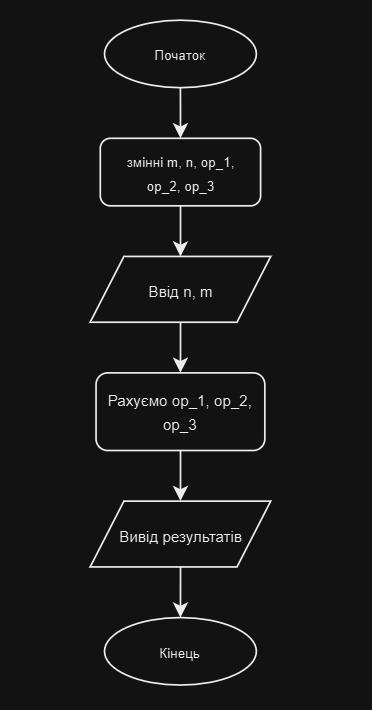 Початок
змінні m, n, op_1,
op_2, op_3
Ввід n, m
Рахуємо op_1, op_2,
op_3
Вивід результатів
Кінець